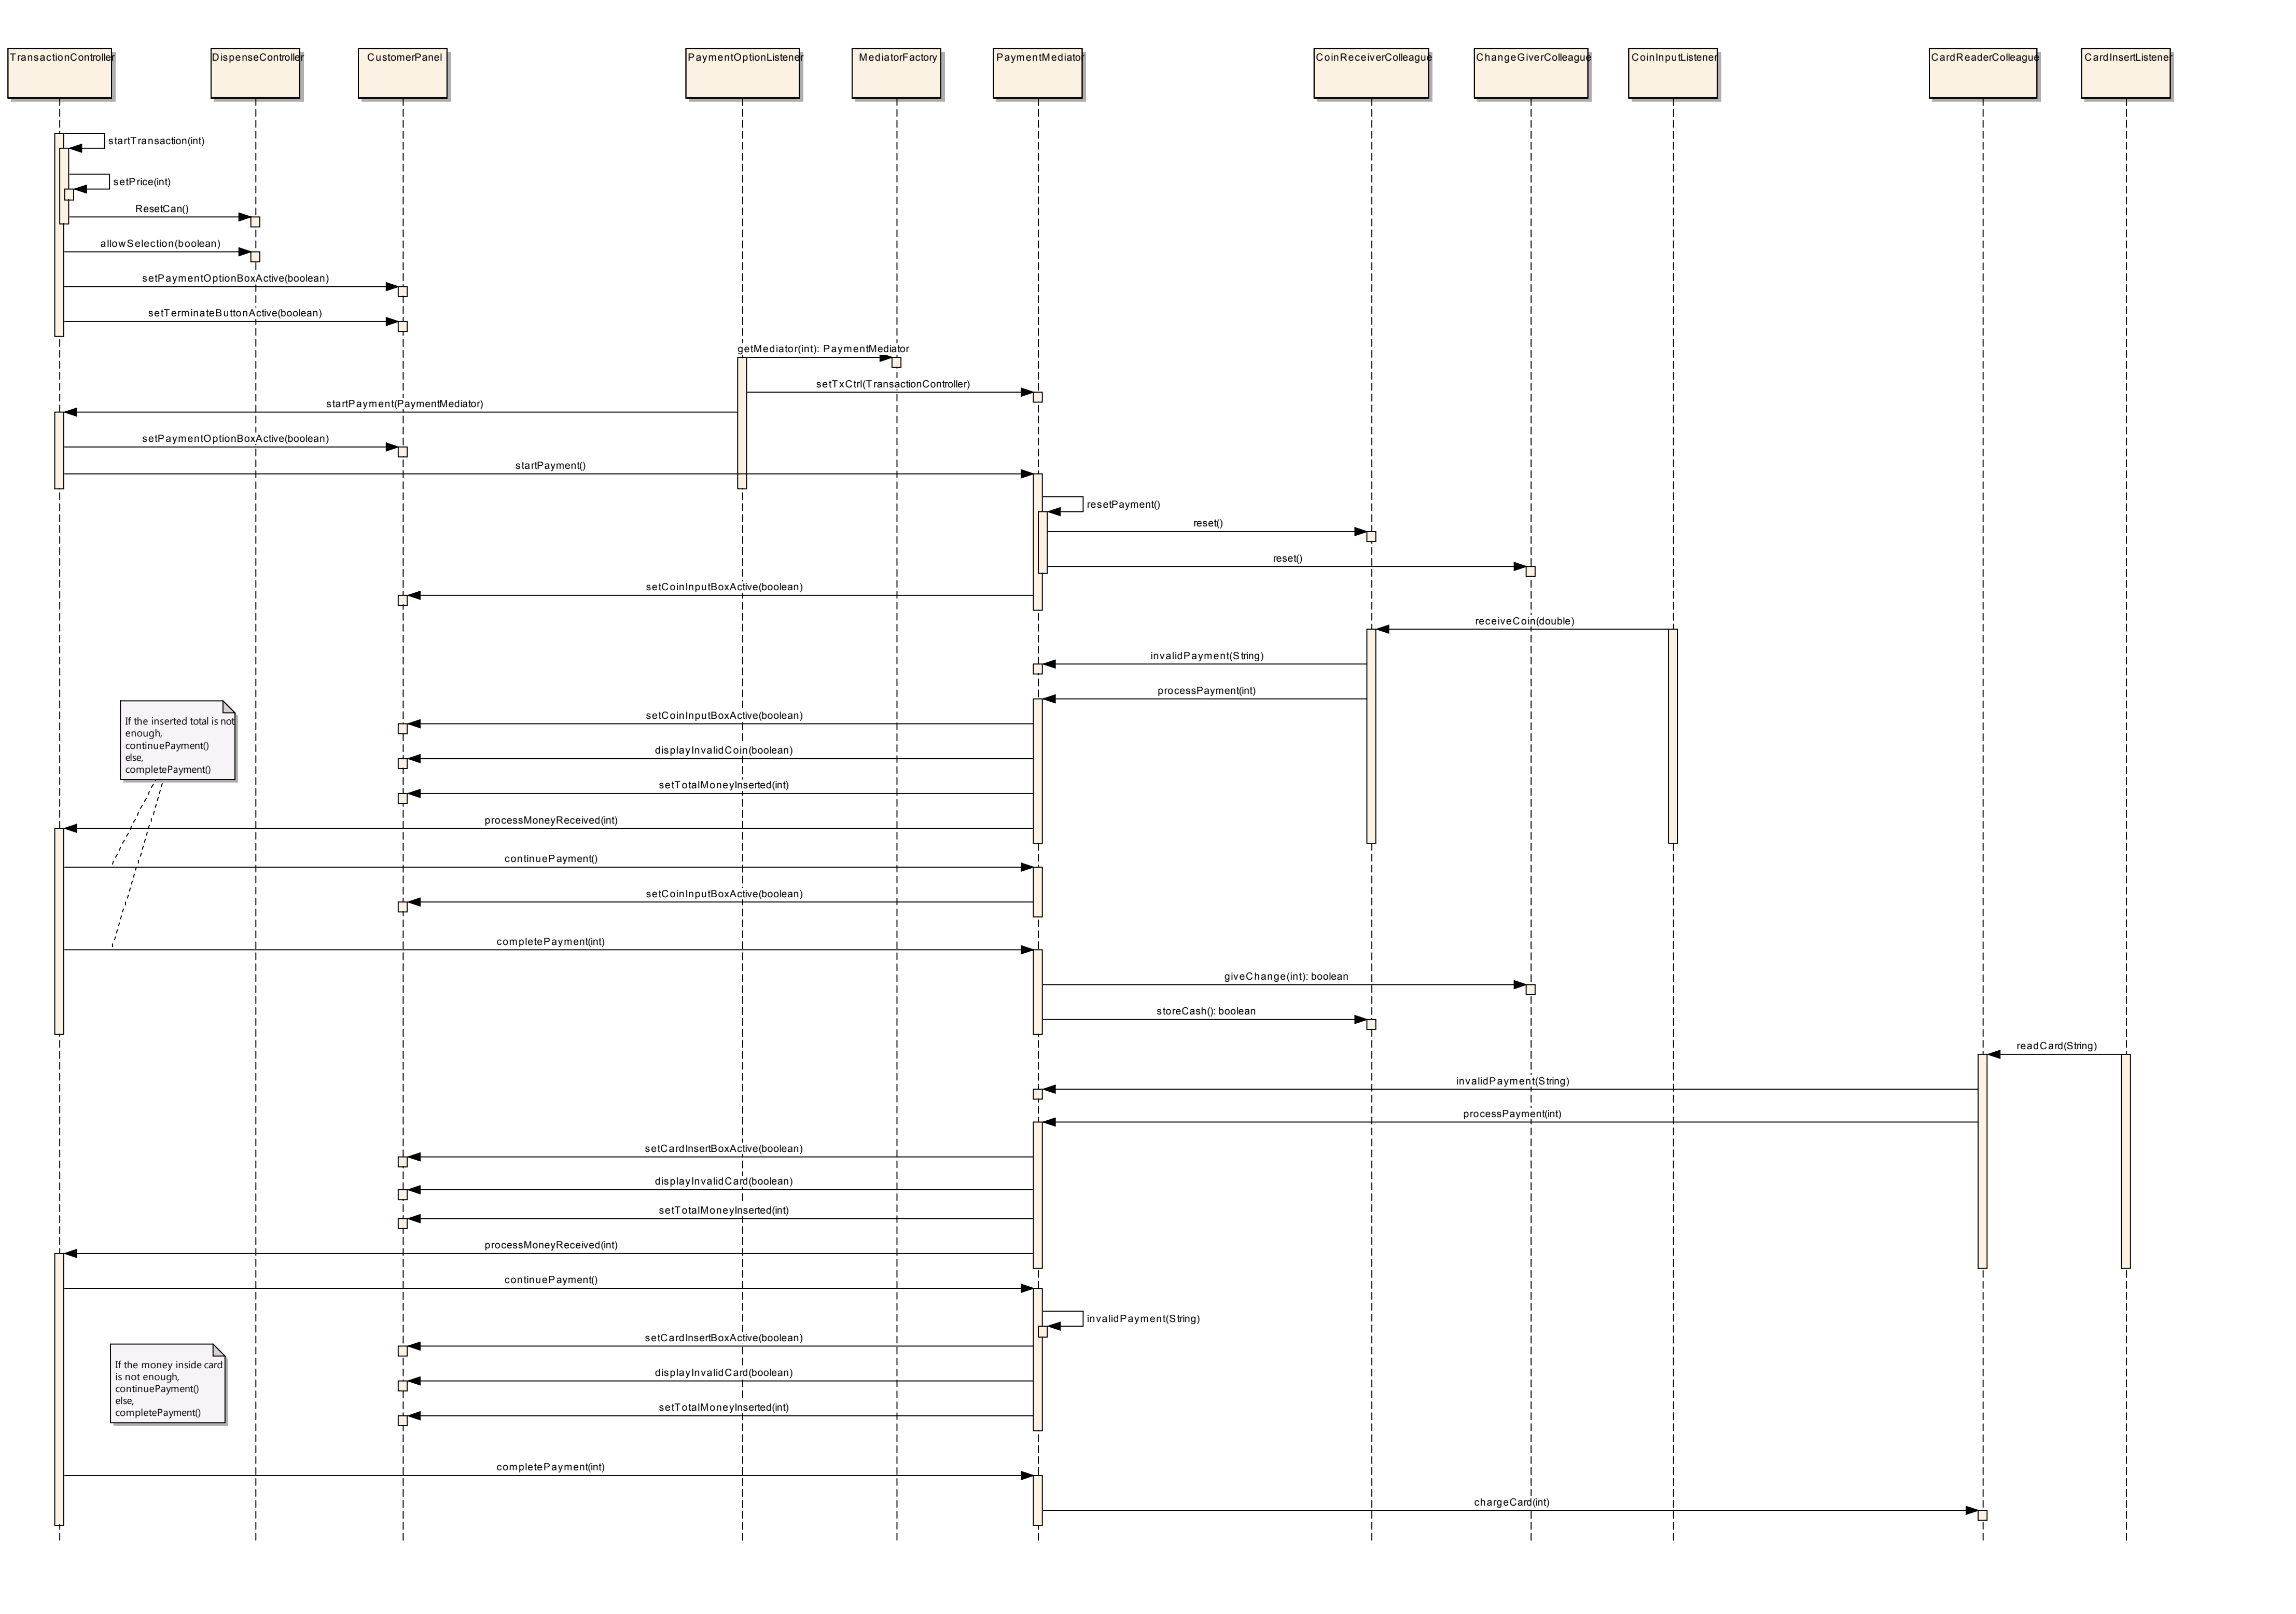 TransactionController
DispenseController
CustomerPanel
PaymentOptionListener
MediatorFactory
PaymentMediator
CoinReceiverColleague
ChangeGiverColleague
CoinInputListener
CardReaderColleague
CardInsertListener
startTransaction(int)
setPrice(int)
ResetCan()
allowSelection(boolean)
setPaymentOptionBoxActive(boolean)
setTerminateButtonActive(boolean)
getMediator(int): PaymentMediator
setTxCtrl(TransactionController)
startPayment(PaymentMediator)
setPaymentOptionBoxActive(boolean)
startPayment()
resetPayment()
reset()
reset()
setCoinInputBoxActive(boolean)
receiveCoin(double)
invalidPayment(String)
processPayment(int)
If the inserted total is not
enough,
continuePayment()
else,
completePayment()
setCoinInputBoxActive(boolean)
displayInvalidCoin(boolean)
setTotalMoneyInserted(int)
processMoneyReceived(int)
continuePayment()
setCoinInputBoxActive(boolean)
completePayment(int)
giveChange(int): boolean
storeCash(): boolean
readCard(String)
invalidPayment(String)
processPayment(int)
setCardInsertBoxActive(boolean)
displayInvalidCard(boolean)
setTotalMoneyInserted(int)
processMoneyReceived(int)
continuePayment()
invalidPayment(String)
setCardInsertBoxActive(boolean)
If the money inside card
is not enough,
continuePayment()
else,
completePayment()
displayInvalidCard(boolean)
setTotalMoneyInserted(int)
completePayment(int)
chargeCard(int)